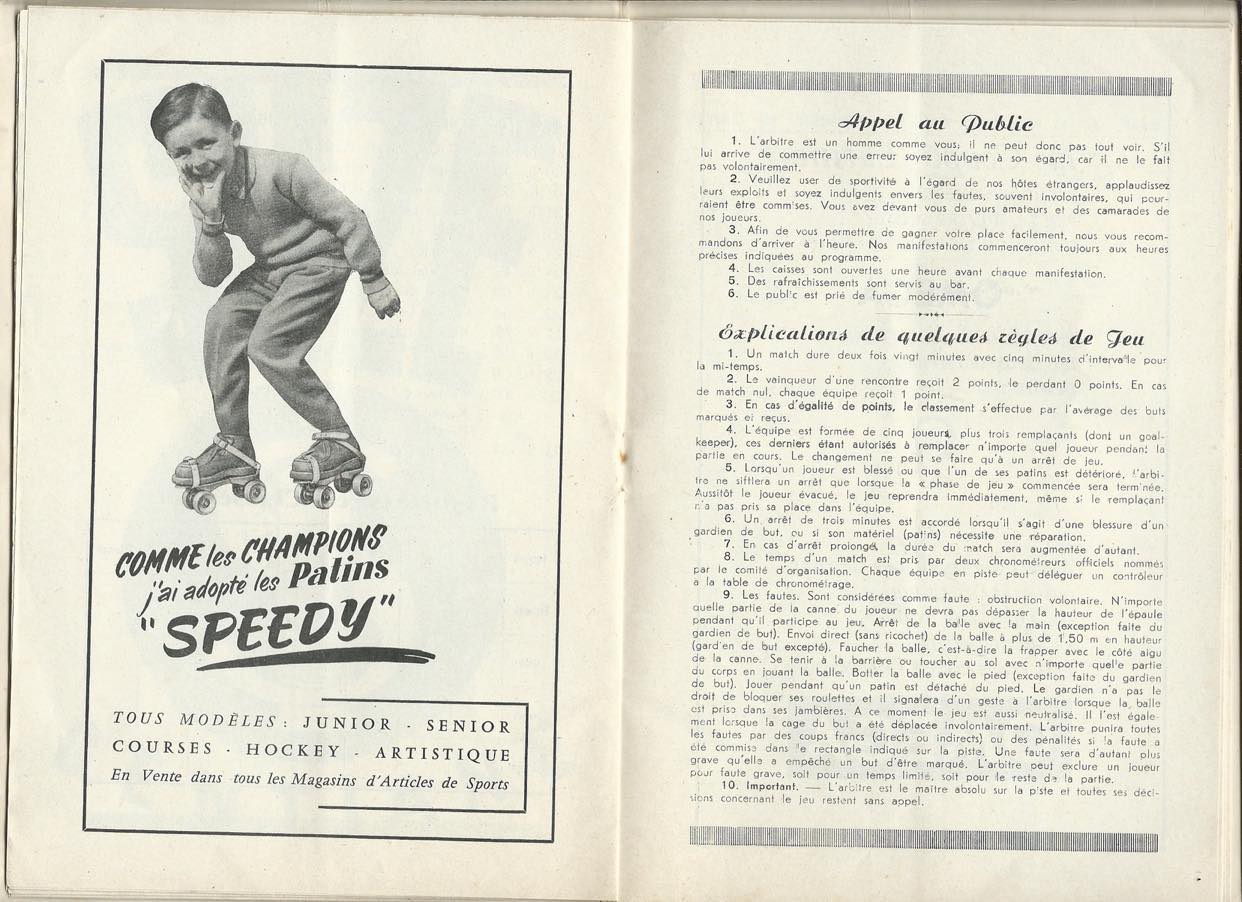 COMME les CHAMPIONS
j'ai adopté les Patins
"SPEEDY"
TOUS MODÈLES : JUNIOR - SENIOR
COURSES - HOCKEY - ARTISTIQUE
En Vente dans tous les Magasins d'Articles de Sports
Appel au Public
1. L'arbitre est un homme comme vous; il ne peut donc pas tout voir. S'il
lui arrive de commettre une erreur soyez indulgent à son égard, car il ne le fait
pas volontairement.
2. Veuillez user de sportivité à l'égard de nos hôtes étrangers, applaudissez
leurs exploits et soyez indulgents envers les fautes, souvent involontaires, qui pour-
raient être commises. Vous avez devant vous de purs amateurs et des camarades de
nos joueurs.
3. Afin de vous permettre de gagner votre place facilement, nous vous recom-
mandons d'arriver à l'heure. Nos manifestations commenceront toujours aux heures
précises indiquées au programme.
4. Les caisses sont ouvertes une heure avant chaque manifestation.
5. Des rafraîchissements sont servis au bar.
6. Le public est prié de fumer modérément.
Explications de quelques règles de Jeu
1. Un match dure deux fois vingt minutes avec cinq minutes d'intervalle pour
la mi-temps.
2. Le vainqueur d'une rencontre reçoit 2 points, le perdant 0 points. En cas
de match nul, chaque équipe reçoit 1 point.
3. En cas d'égalité de points, le classement s'effectue par l'avérage des buts
marqués et reçus.
4. L'équipe est formée de cinq joueurs, plus trois remplaçants (dont un goal-
keeper), ces derniers étant autorisés à remplacer n'importe quel joueur pendant la
partie en cours. Le changement ne peut se faire qu'à un arrêt de jeu.
5. Lorsqu'un joueur est blessé ou que l'un de ses patins est détérioré, l'arbi-
tre ne sifflera un arrêt que lorsque la « phase de jeu » commencée sera terminée.
Aussitôt le joueur évacué, le jeu reprendra immédiatement, même si le remplaçant
n'a pas pris sa place dans l'équipe.
6. Un arrêt de trois minutes est accordé lorsqu'il s'agit d'une blessure d'un
gardien de but, ou si son matériel (patins) nécessite une réparation.
7. En cas d'arrêt prolongé, la durée du match sera augmentée d'autant.
8. Le temps d'un match est pris par deux chronométreurs officiels nommés
par le comité d'organisation. Chaque équipe en piste peut déléguer un contrôleur
a la table de chronométrage.
9. Les fautes. Sont considérées comme faute : obstruction volontaire. N'importe
quelle partie de la canne du joueur ne devra pas dépasser la hauteur de l'épaule
pendant qu'il participe au jeu. Arrêt de la balle avec la main (exception faite du
gardien de but). Envoi direct (sans ricochet) de la balle à plus de 1,50 m en hauteur
(gardien de but excepté). Faucher la balle, c'est-à-dire la frapper avec le côté aigu
de la canne. Se tenir à la barrière ou toucher au sol avec n'importe quelle partie
du corps en jouant la balle. Botter la balle avec le pied (exception faite du gardien
de but). Jouer pendant qu'un patin est détaché du pied. Le gardien n'a pas le
droit de bloquer ses roulettes et il signalera d'un geste à l'arbitre lorsque la balle
est prise dans ses jambières. A ce moment le jeu est aussi neutralisé. Il l'est égale-
ment lorsque la cage du but a été déplacée involontairement. L'arbitre punira toutes
les fautes par des coups francs (directs ou indirects) ou des pénalités si la faute a
été commise dans le rectangle indiqué sur la piste. Une faute sera d'autant plus
grave qu'elle a empêché un but d'être marqué. L'arbitre peut exclure un joueur
pour faute grave, soit pour un temps limité, soit pour le reste de la partie.
10. Important. — L'arbitre est le maître absolu sur la piste et toutes ses déci-
sions concernant le jeu restent sans appel.